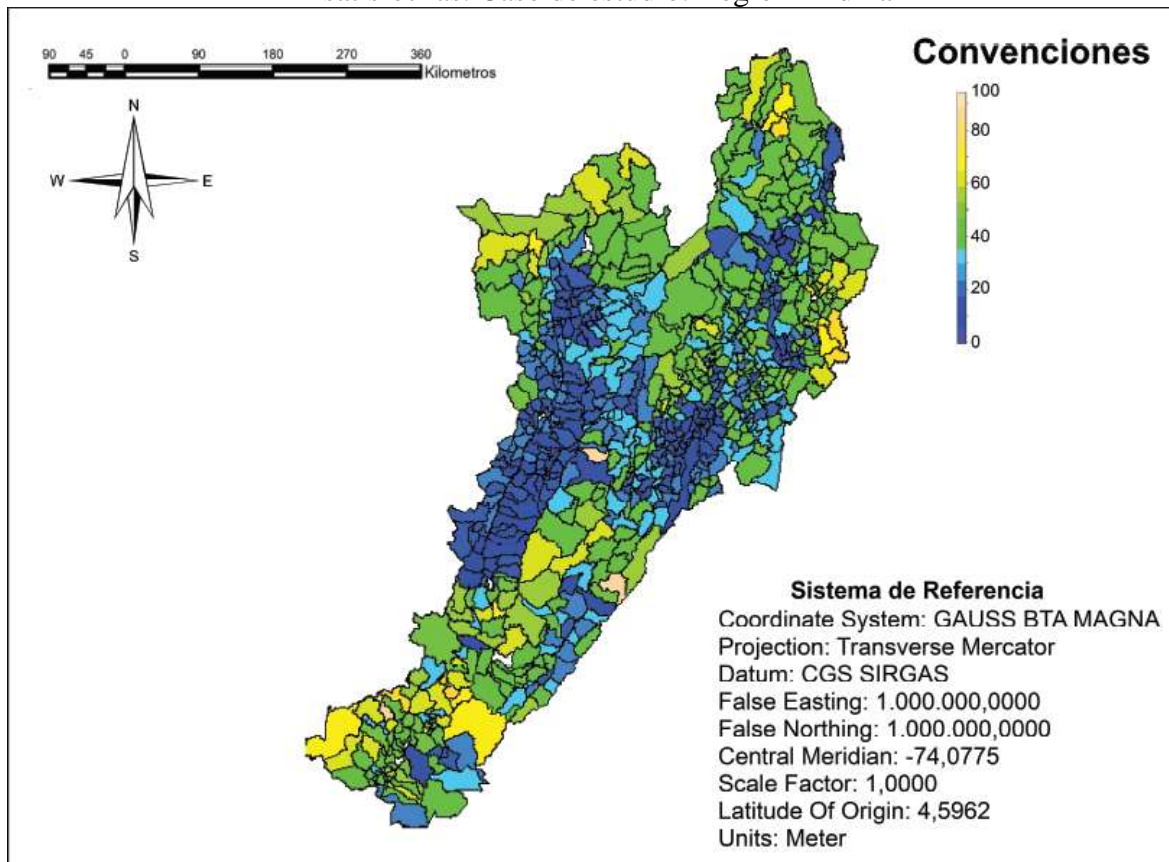 90 45 0 90 180 270 360
Kilometros
N
W E
S
Convenciones
100
80
60
40
20
0
Sistema de Referencia
Coordinate System: GAUSS BTA MAGNA
Projection: Transverse Mercator
Datum: CGS SIRGAS
False Easting: 1.000.000,0000
False Northing: 1.000.000,0000
Central Meridian: -74,0775
Scale Factor: 1,0000
Latitude Of Origin: 4,5962
Units: Meter